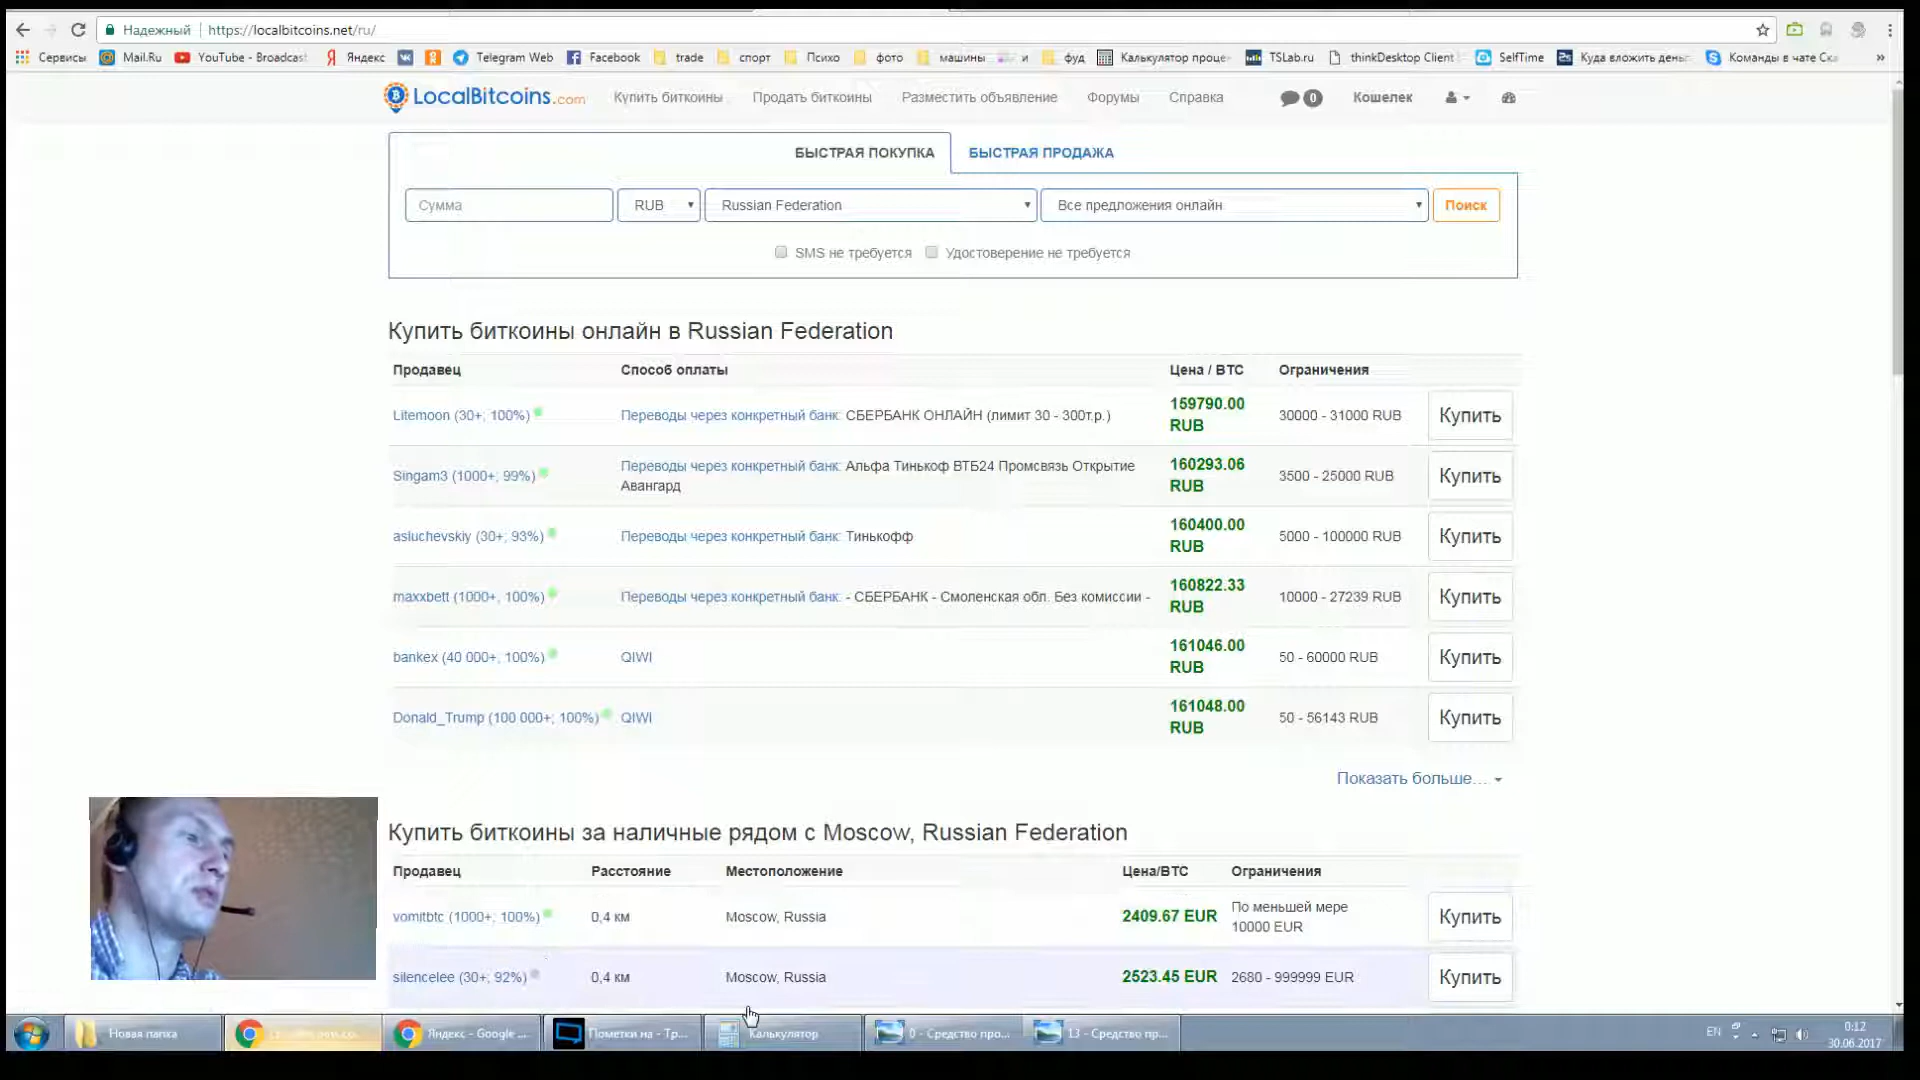 Надежный https://localbitcoins.net/ru/
Сервисы Mail.Ru YouTube - Broadcast Яндекс Telegram Web Facebook trade спорт Психо фото машины и фуд Калькулятор проце TSLab.ru thinkDesktop Client SelfTime Куда вложить деньг Команды в чате Ска »
LocalBitcoins.com Купить биткоины Продать биткоины Разместить объявление Форумы Справка 0 Кошелек
БЫСТРАЯ ПОКУПКА БЫСТРАЯ ПРОДАЖА
Сумма RUB Russian Federation Все предложения онлайн Поиск
SMS не требуется Удостоверение не требуется
Купить биткоины онлайн в Russian Federation
Продавец Способ оплаты Цена / BTC Ограничения
Litemoon (30+; 100%) Переводы через конкретный банк: СБЕРБАНК ОНЛАЙН (лимит 30 - 300т.р.) 159790.00 RUB 30000 - 31000 RUB Купить
Singam3 (1000+; 99%) Переводы через конкретный банк: Альфа Тинькоф ВТБ24 Промсвязь Открытие Авангард 160293.06 RUB 3500 - 25000 RUB Купить
asluchevskiy (30+; 93%) Переводы через конкретный банк: Тинькофф 160400.00 RUB 5000 - 100000 RUB Купить
maxxbett (1000+; 100%) Переводы через конкретный банк: - СБЕРБАНК - Смоленская обл. Без комиссии - 160822.33 RUB 10000 - 27239 RUB Купить
bankex (40 000+; 100%) QIWI 161046.00 RUB 50 - 60000 RUB Купить
Donald_Trump (100 000+; 100%) QIWI 161048.00 RUB 50 - 56143 RUB Купить
Показать больше...
Купить биткоины за наличные рядом с Moscow, Russian Federation
Продавец Расстояние Местоположение Цена/BTC Ограничения
vomitbtc (1000+; 100%) 0,4 км Moscow, Russia 2409.67 EUR По меньшей мере 10000 EUR Купить
silencelee (30+; 92%) 0,4 км Moscow, Russia 2523.45 EUR 2680 - 999999 EUR Купить
Новая папка Яндекс - Google ... Пометки на - Тр... Калькулятор 0 - Средство про... 13 - Средство пр... EN 0:12
30.06.2017